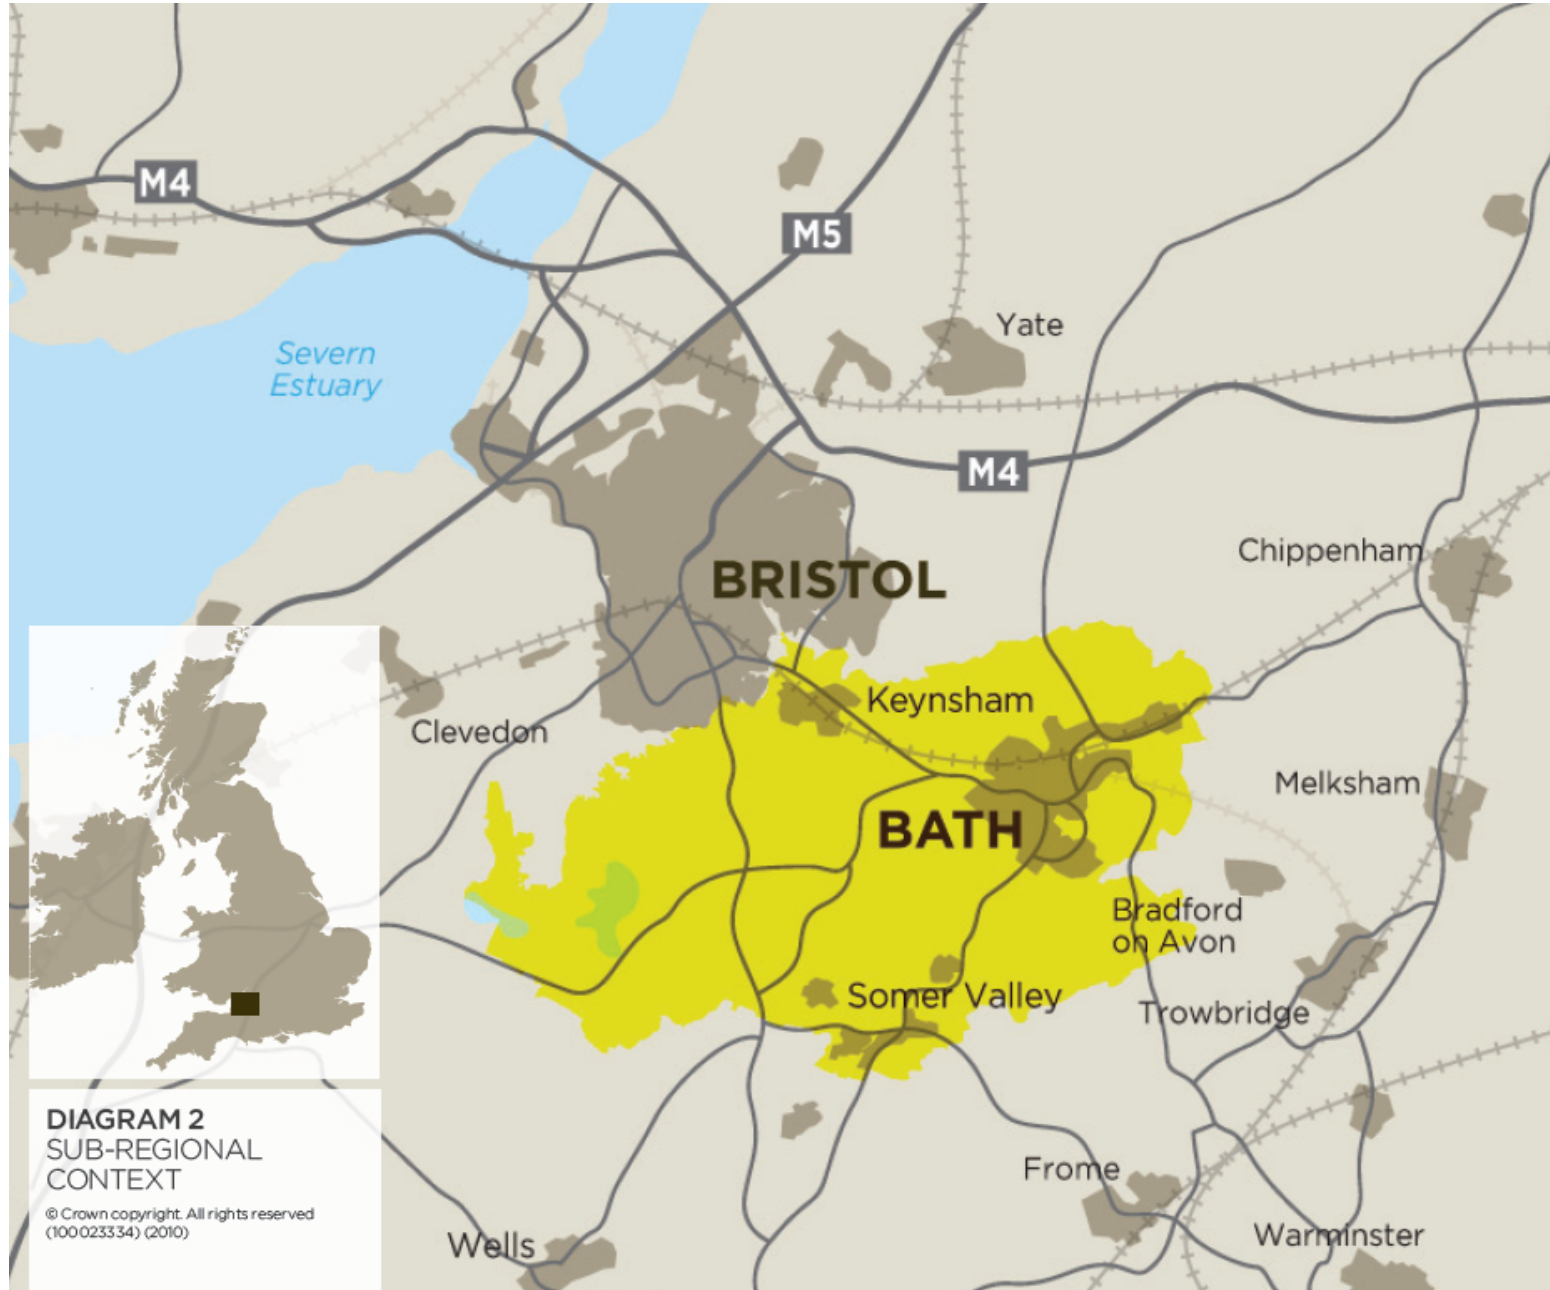 M4
M5
Yate
Severn
Estuary
M4
Chippenham
BRISTOL
Keynsham
Clevedon
Melksham
BATH
Bradford
on Avon
Somer Valley
Trowbridge
DIAGRAM 2
SUB-REGIONAL
CONTEXT
© Crown copyright. All rights reserved
(100023334) (2010)
Frome
Wells
Warminster